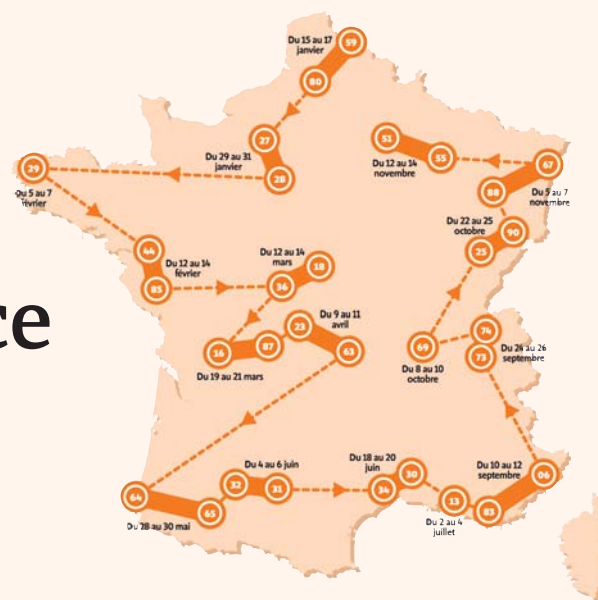 Du 15 au 17
janvier
59
80
27
Du 29 au 31
janvier
28
29
Du 5 au 7
février
44
Du 12 au 14
février
85
Du 12 au 14
mars
18
36
23
Du 9 au 11
avril
16
87
63
Du 19 au 21 mars
ce
64
65
Du 28 au 30 mai
32
Du 4 au 6 juin
31
Du 18 au 20
juin
34
30
13
Du 2 au 4
juillet
83
Du 10 au 12
septembre
06
73
74
Du 24 au 26
septembre
69
Du 8 au 10
octobre
25
90
Du 22 au 25
octobre
88
67
Du 5 au 7
novembre
55
51
Du 12 au 14
novembre